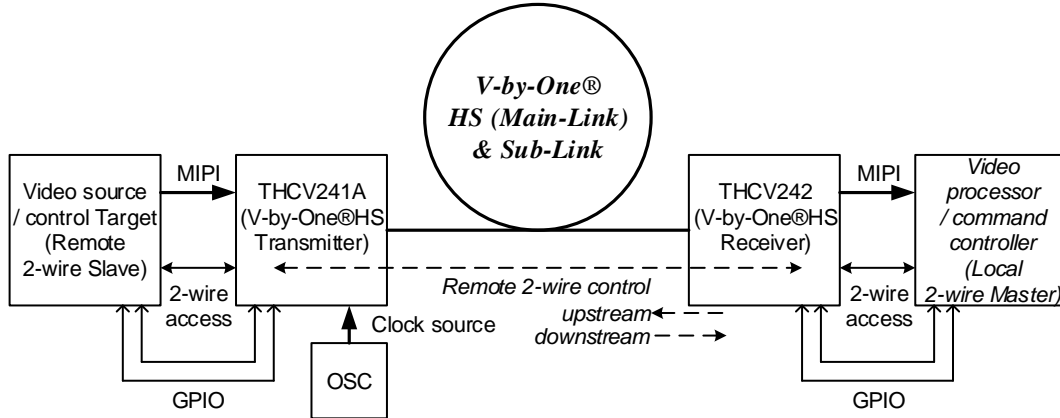 V-by-One®
HS (Main-Link)
& Sub-Link
Video source
/ control Target
(Remote
2-wire Slave)
MIPI
THCV241A
(V-by-One®HS
Transmitter)
THCV242
(V-by-One®HS
Receiver)
MIPI
Video
processor
/ command
controller
(Local
2-wire Master)
2-wire
access
Remote 2-wire control
upstream
downstream
2-wire
access
Clock source
OSC
GPIO
GPIO